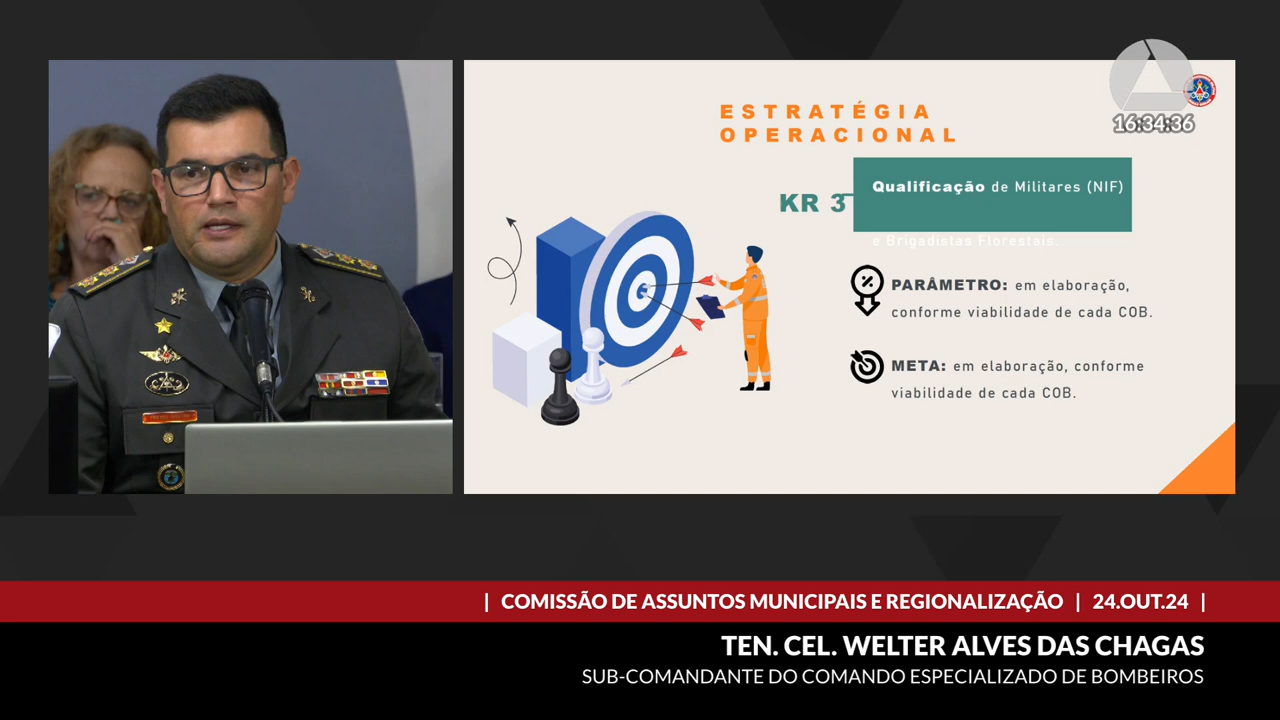 16:34:36
ESTRATÉGIA
OPERACIONAL
KR 3
Qualificação de Militares (NIF)
e Brigadistas Florestais.
PARÂMETRO: em elaboração,
conforme viabilidade de cada COB.
META: em elaboração, conforme
viabilidade de cada COB.
| COMISSÃO DE ASSUNTOS MUNICIPAIS E REGIONALIZAÇÃO | 24.OUT.24 |
TEN. CEL. WELTER ALVES DAS CHAGAS
SUB-COMANDANTE DO COMANDO ESPECIALIZADO DE BOMBEIROS